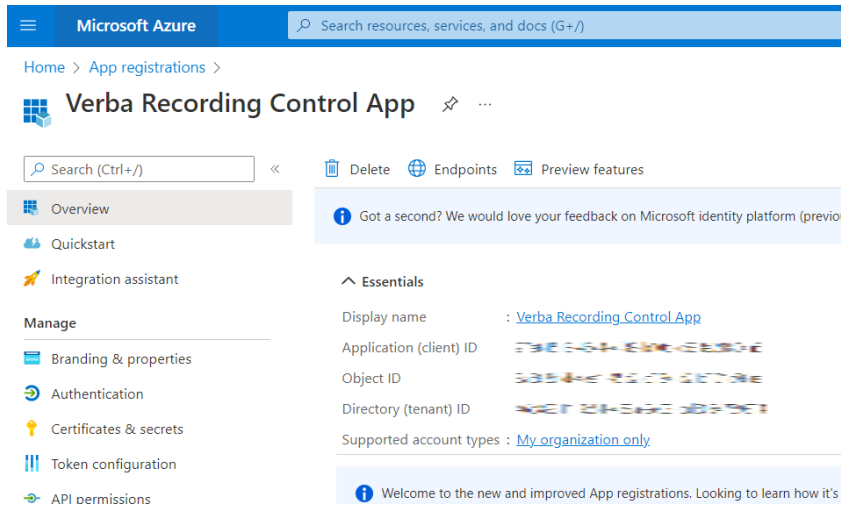 Microsoft Azure
Search resources, services, and docs (G+/)
Home > App registrations >
Verba Recording Control App
Search (Ctrl+/)
«
Delete
Endpoints
Preview features
Overview
Got a second? We would love your feedback on Microsoft identity platform (previou
Quickstart
Integration assistant
Essentials
Manage
Display name : Verba Recording Control App
Application (client) ID
Object ID
Directory (tenant) ID
Supported account types : My organization only
Branding & properties
Authentication
Certificates & secrets
Token configuration
API permissions
Welcome to the new and improved App registrations. Looking to learn how it's